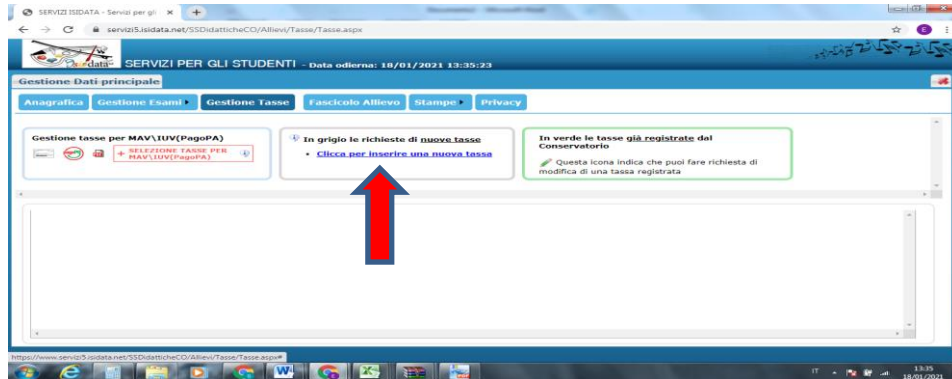 SERVIZI ISIDATA - Servizi per gli
servizi5.isidata.net/SSDidatticheCO/Allievi/Tasse/Tasse.aspx
E
SERVIZI PER GLI STUDENTI - Data odierna: 18/01/2021 13:35:23
Gestione Dati principale
Anagrafica Gestione Esami Gestione Tasse Fascicolo Allievo Stampe Privacy
Gestione tasse per MAV\IUV(PagoPA)
+ SELEZIONE TASSE PER MAV\IUV(PagoPA)
In grigio le richieste di nuove tasse
Clicca per inserire una nuova tassa
In verde le tasse già registrate dal
Conservatorio
Questa icona indica che puoi fare richiesta di
modifica di una tassa registrata
https://www.servizi5.isidata.net/SSDidatticheCO/Allievi/Tasse/Tasse.aspx#
IT
13:35
18/01/2021